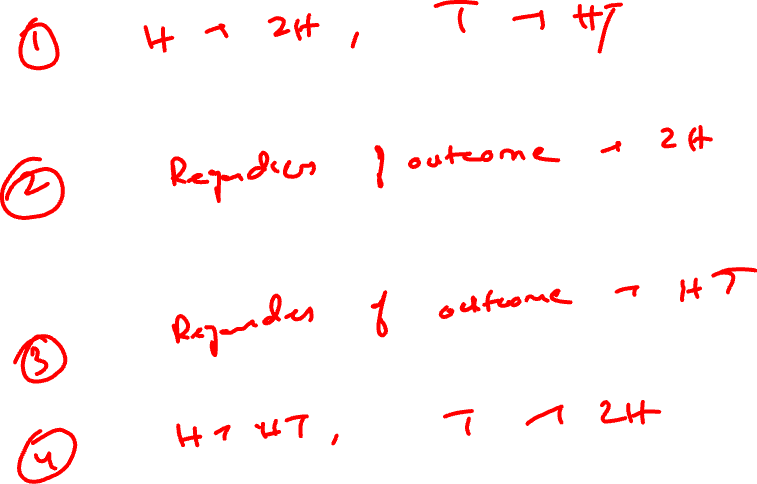 ① H → 2H, T → HT
② Regardless of outcome → 2H
③ Regardless of outcome → HT
④ H → HT, T → 2H